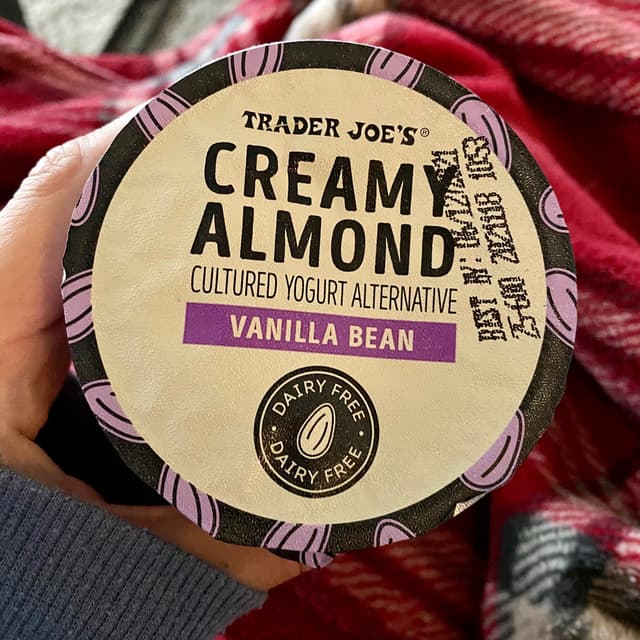 TRADER JOE'S®
CREAMY
ALMOND
CULTURED YOGURT ALTERNATIVE
VANILLA BEAN
DAIRY FREE
DAIRY FREE
BEST BY: